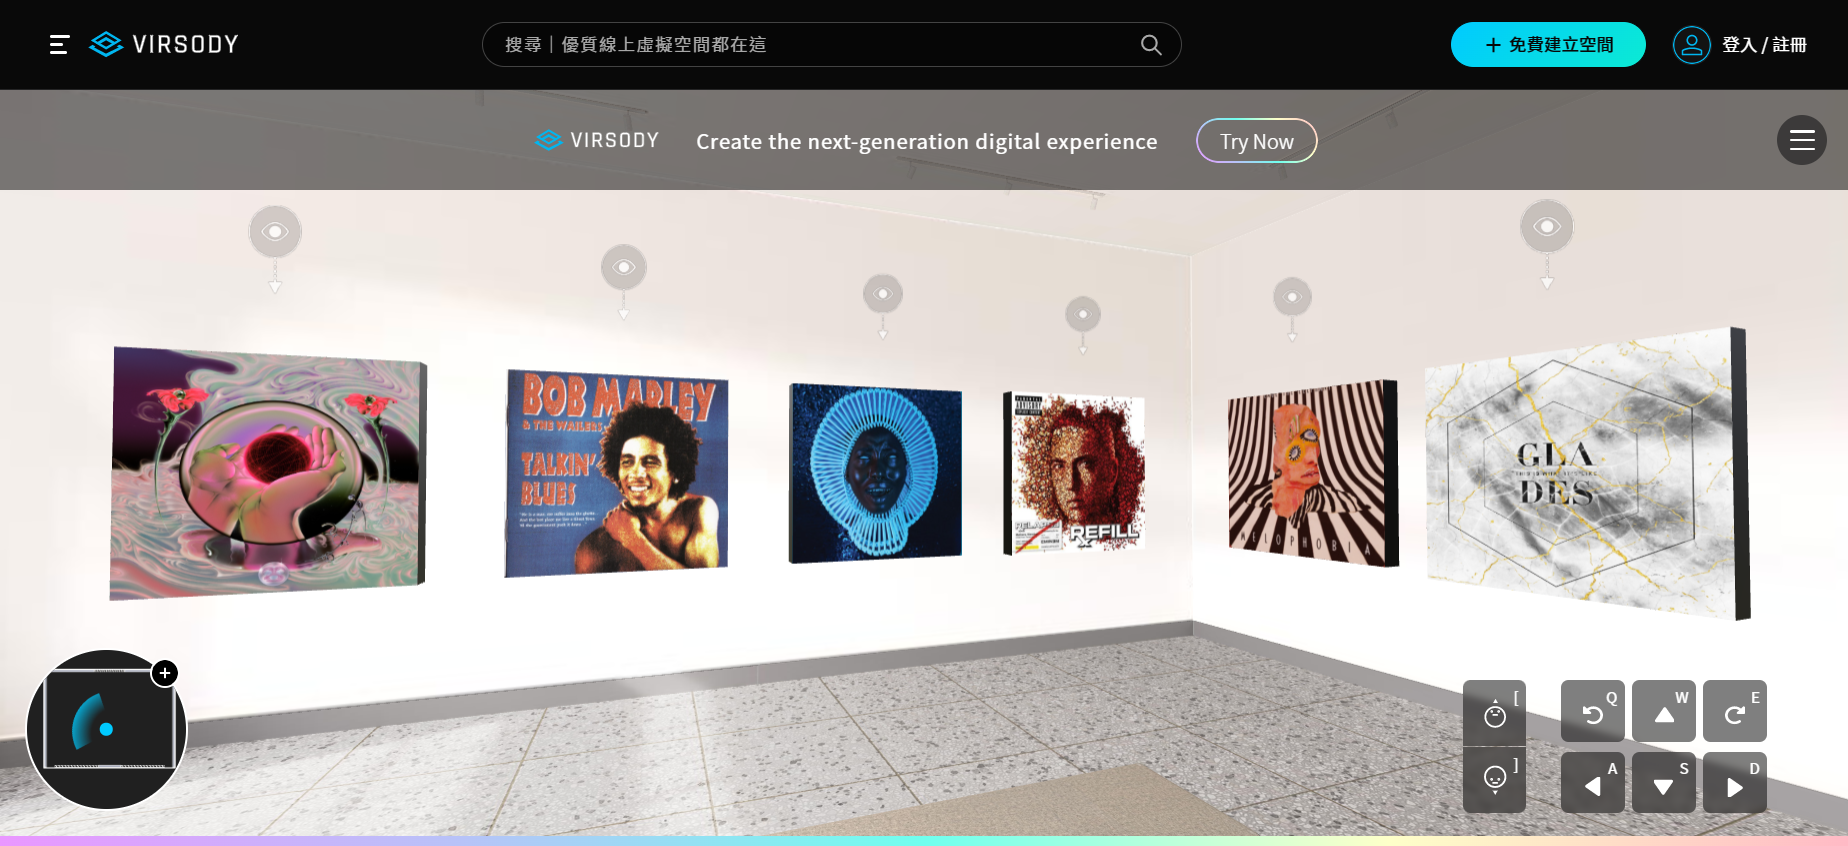 VIRSODY
搜尋｜優質線上虛擬空間都在這
+ 免費建立空間
登入 / 註冊
VIRSODY
Create the next-generation digital experience
Try Now
BOB MARLEY
& THE WAILERS
TALKIN'
BLUES
RELAPSE
REFILL
MELOPHOBIA
GLA
DES
[
Q
W
E
]
A
S
D